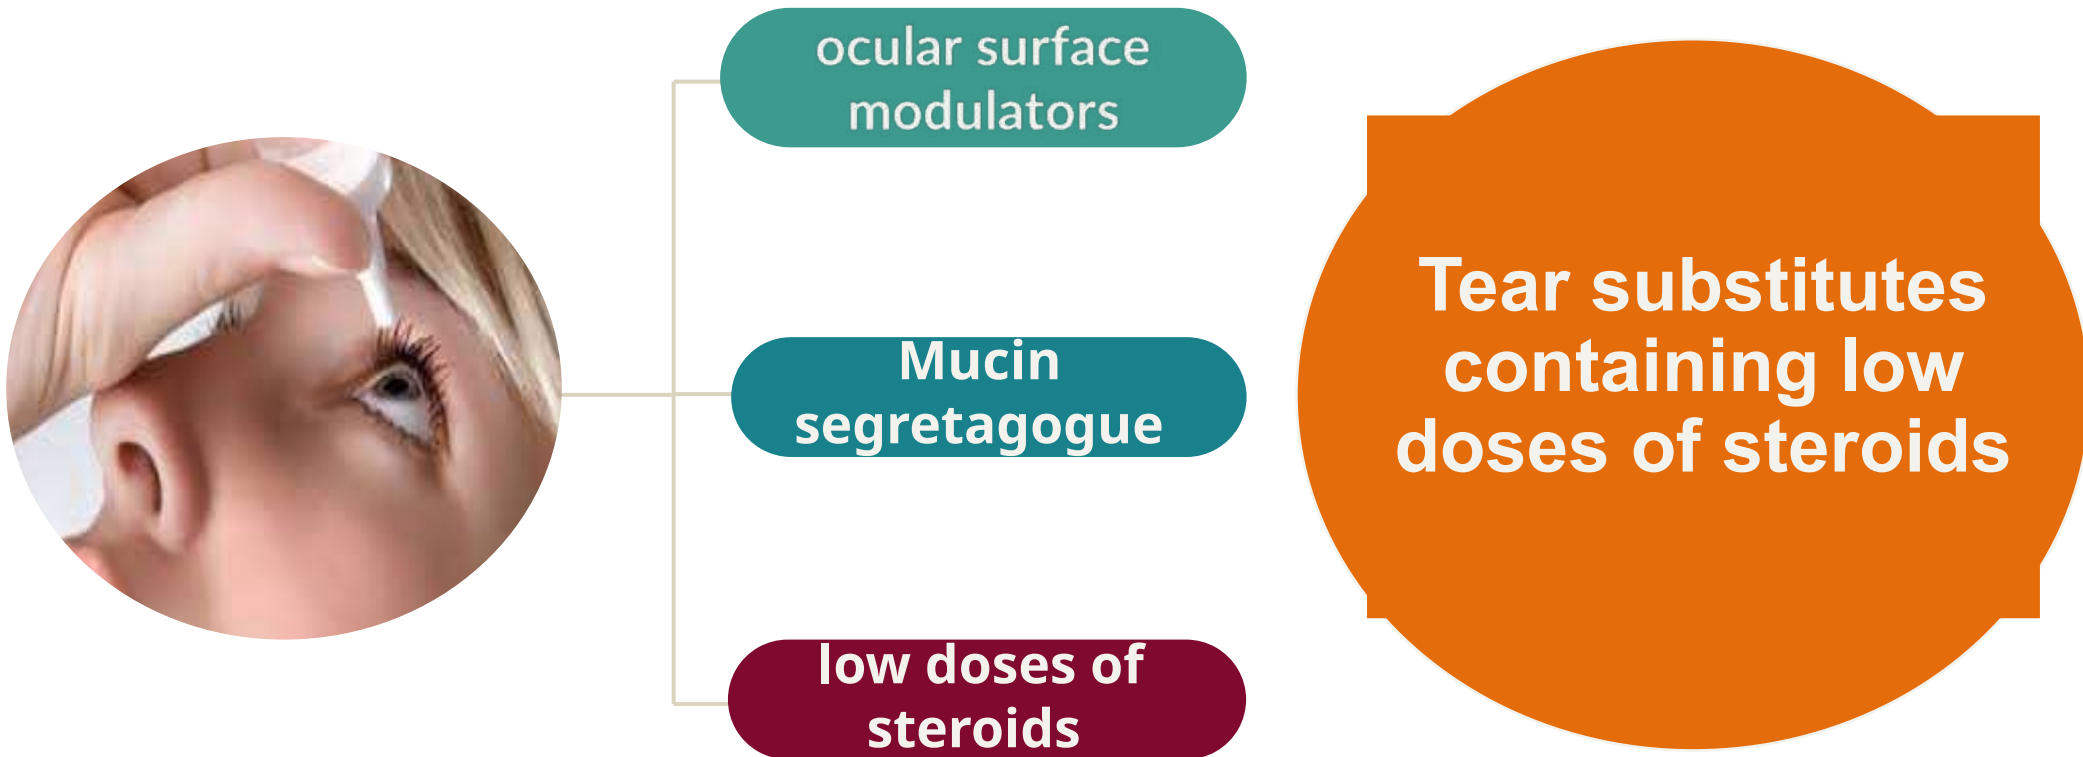 ocular surface
modulators
Mucin
segretagogue
low doses of
steroids
Tear substitutes
containing low
doses of steroids